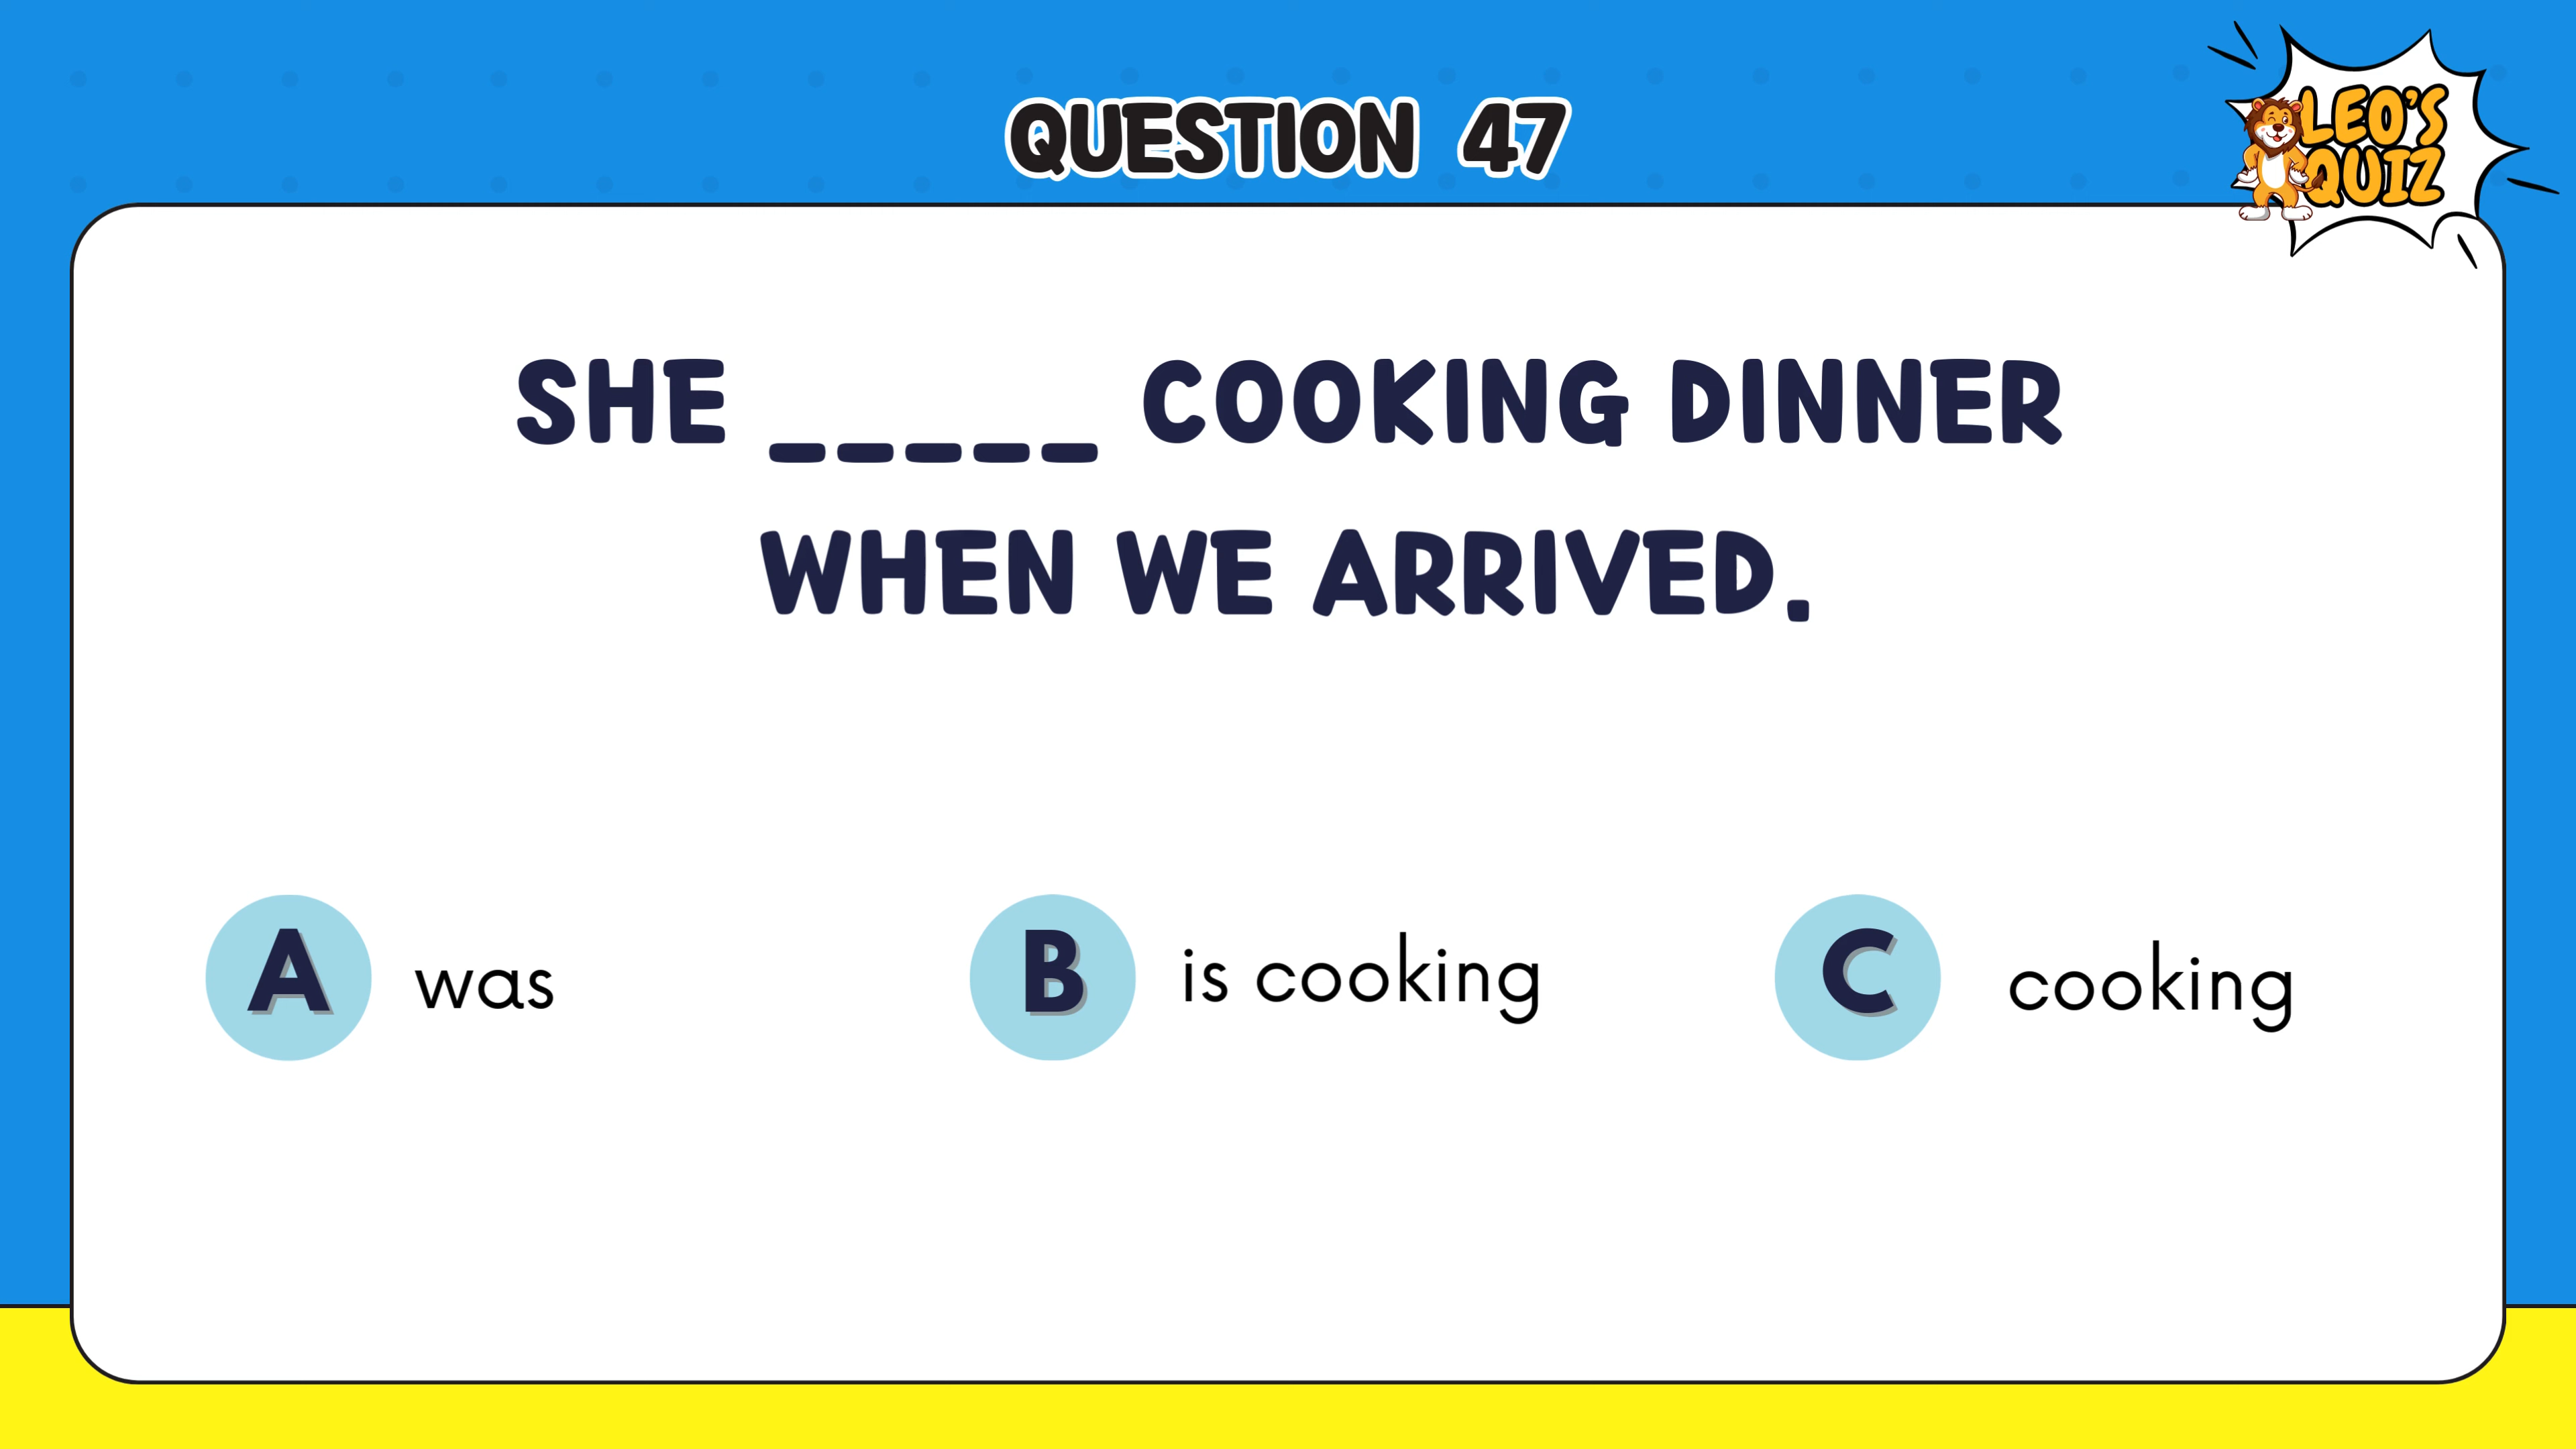 QUESTION 47
LEO'S
QUIZ
SHE _____ COOKING DINNER
WHEN WE ARRIVED.
A was
B is cooking
C cooking